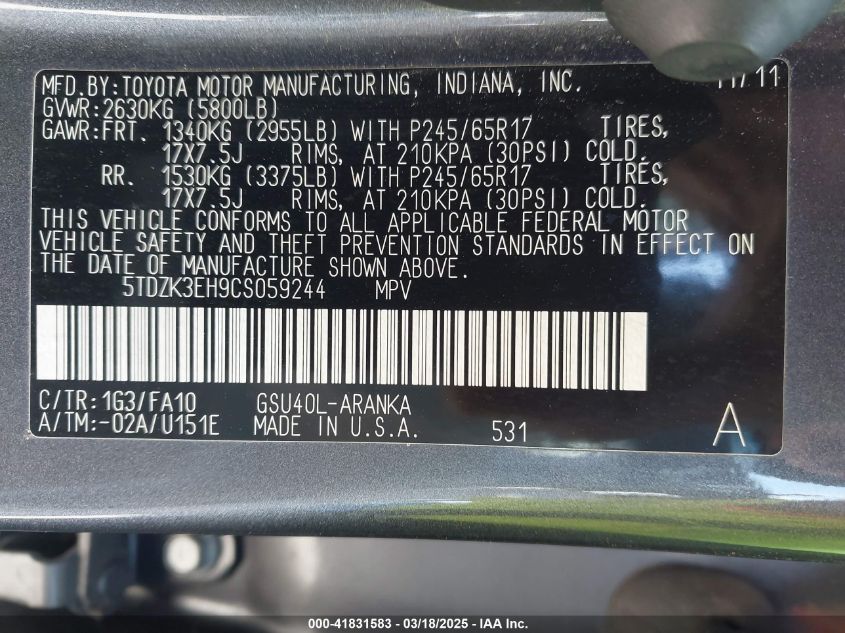 MFD.BY:TOYOTA MOTOR MANUFACTURING, INDIANA, INC. 11/11
GVWR:2630KG (5800LB)
GAWR:FRT. 1340KG (2955LB) WITH P245/65R17 TIRES,
17X7.5J RIMS, AT 210KPA (30PSI) COLD.
RR. 1530KG (3375LB) WITH P245/65R17 TIRES,
17X7.5J RIMS, AT 210KPA (30PSI) COLD.
THIS VEHICLE CONFORMS TO ALL APPLICABLE FEDERAL MOTOR
VEHICLE SAFETY AND THEFT PREVENTION STANDARDS IN EFFECT ON
THE DATE OF MANUFACTURE SHOWN ABOVE.
5TDZK3EH9CS059244 MPV
C/TR:1G3/FA10 GSU40L-ARANKA
A/TM:-02A/U151E MADE IN U.S.A. 531 A
000-41831583 — 03/18/2025 — IAA Inc.